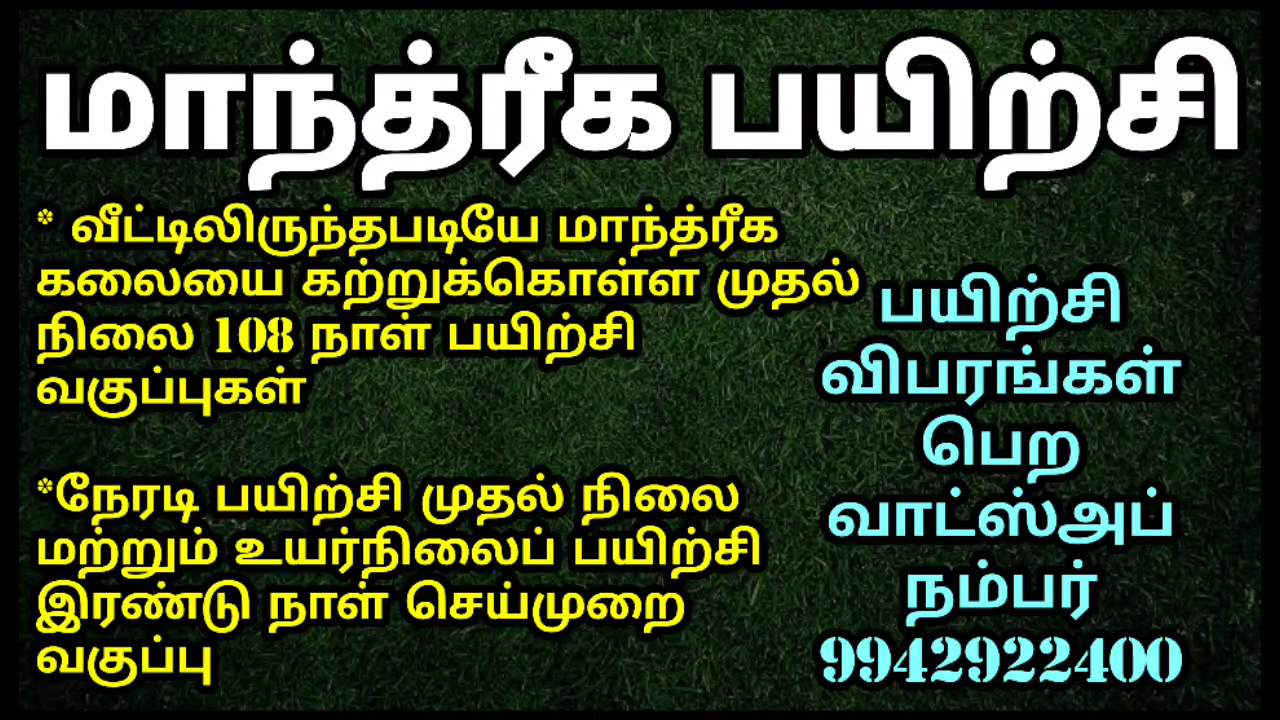 மாந்த்ரீக பயிற்சி
* வீட்டிலிருந்தபடியே மாந்த்ரீக
கலையை கற்றுக்கொள்ள முதல்
நிலை 108 நாள் பயிற்சி
வகுப்புகள்
*நேரடி பயிற்சி முதல் நிலை
மற்றும் உயர்நிலைப் பயிற்சி
இரண்டு நாள் செய்முறை
வகுப்பு
பயிற்சி
விபரங்கள்
பெற
வாட்ஸ்அப்
நம்பர்
9942922400